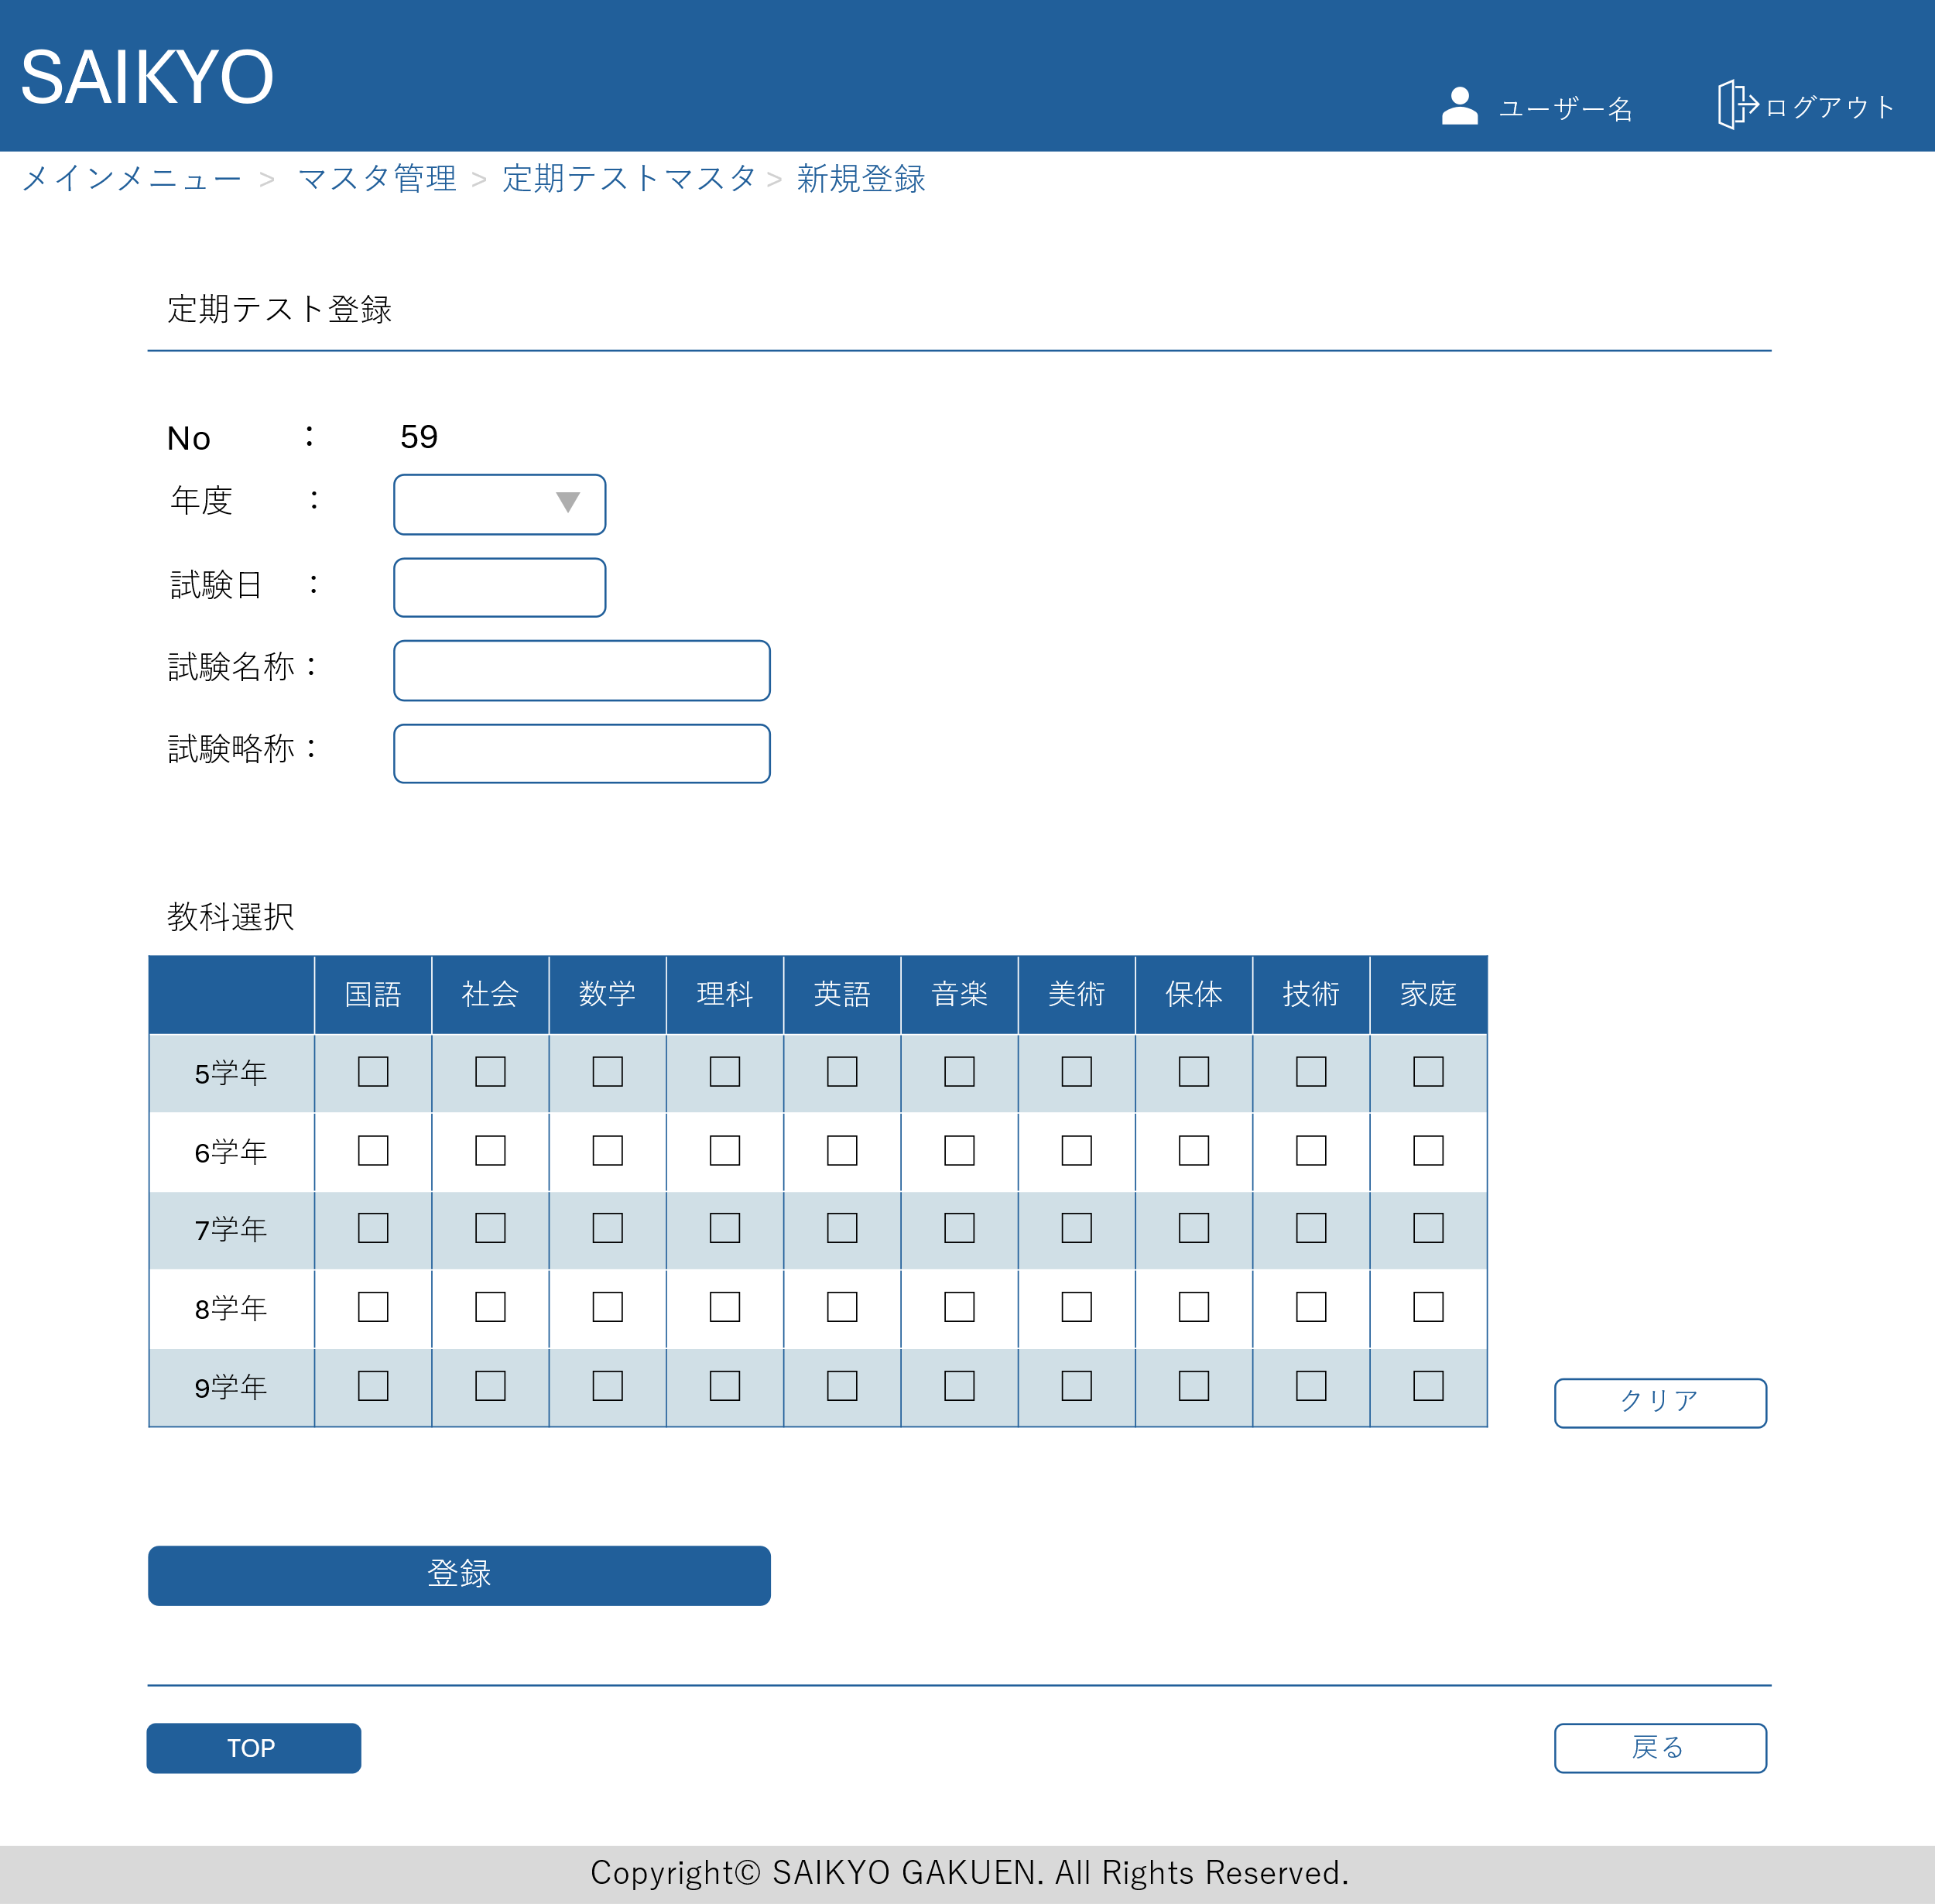 SAIKYO
ユーザー名 ログアウト
メインメニュー > マスタ管理 > 定期テストマスタ > 新規登録
定期テスト登録
No : 59
年度 :
試験日 :
試験名称:
試験略称:
教科選択
国語 社会 数学 理科 英語 音楽 美術 保体 技術 家庭
5学年 □ □ □ □ □ □ □ □ □ □
6学年 □ □ □ □ □ □ □ □ □ □
7学年 □ □ □ □ □ □ □ □ □ □
8学年 □ □ □ □ □ □ □ □ □ □
9学年 □ □ □ □ □ □ □ □ □ □
クリア
登録
TOP 戻る
Copyright© SAIKYO GAKUEN. All Rights Reserved.